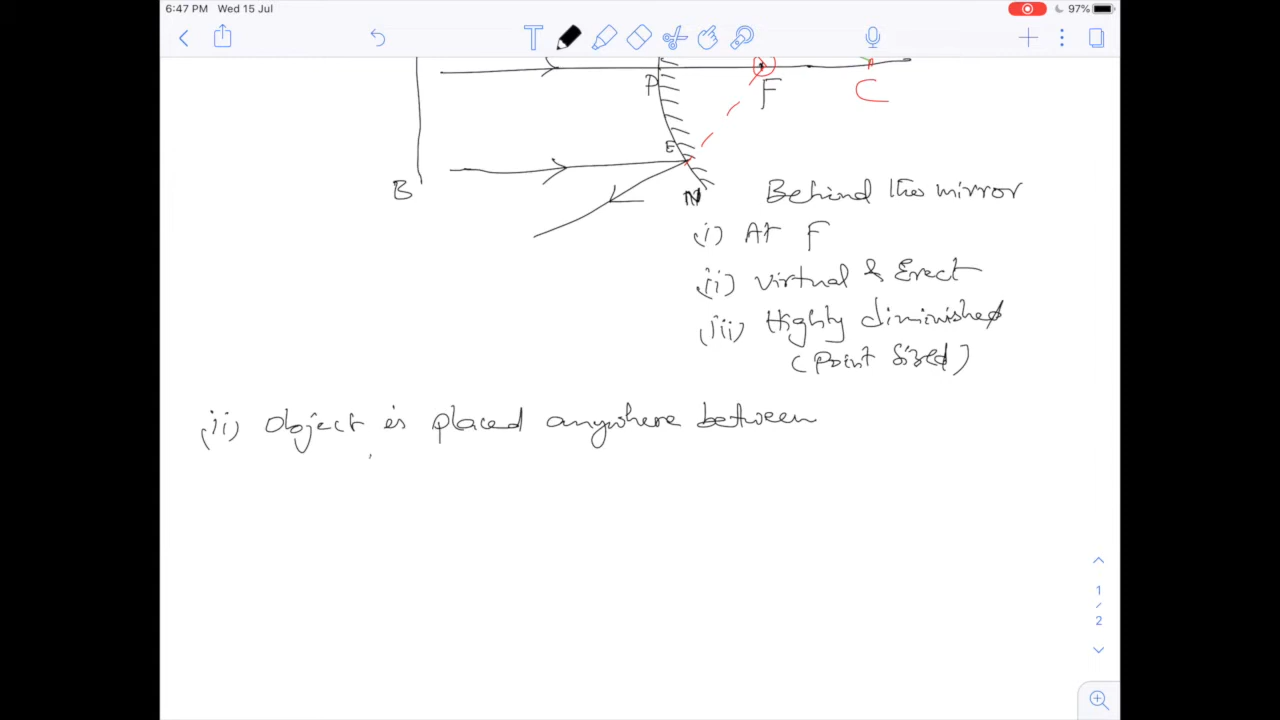 6:47 PM Wed 15 Jul
97%
T
P
F
C
E
B
N
Behind the mirror
(i) At F
(ii) Virtual & Erect
(iii) Highly diminished
(Point Sized)
(ii) Object is placed anywhere between
1
/
2